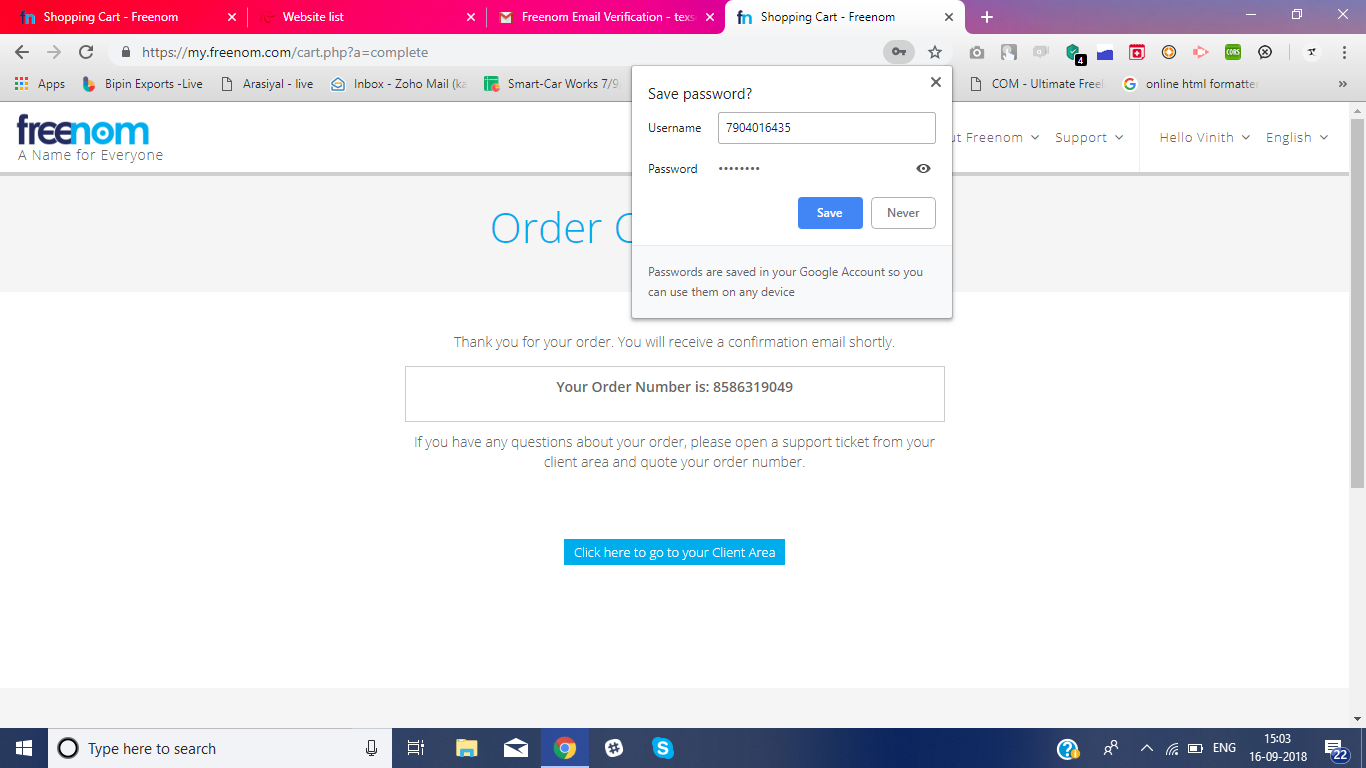 Shopping Cart - Freenom
Website list
Freenom Email Verification - texs
Shopping Cart - Freenom
https://my.freenom.com/cart.php?a=complete
4
CORS
Apps
Bipin Exports -Live
Arasiyal - live
Inbox - Zoho Mail (ka
Smart-Car Works 7/9
COM - Ultimate Free
online html formatter
»
Save password?
Username 7904016435
Password ••••••••
Save
Never
Passwords are saved in your Google Account so you
can use them on any device
freenom
A Name for Everyone
ut Freenom
Support
Hello Vinith
English
Order C
Thank you for your order. You will receive a confirmation email shortly.
Your Order Number is: 8586319049
If you have any questions about your order, please open a support ticket from your
client area and quote your order number.
Click here to go to your Client Area
Type here to search
ENG
15:03
16-09-2018
22